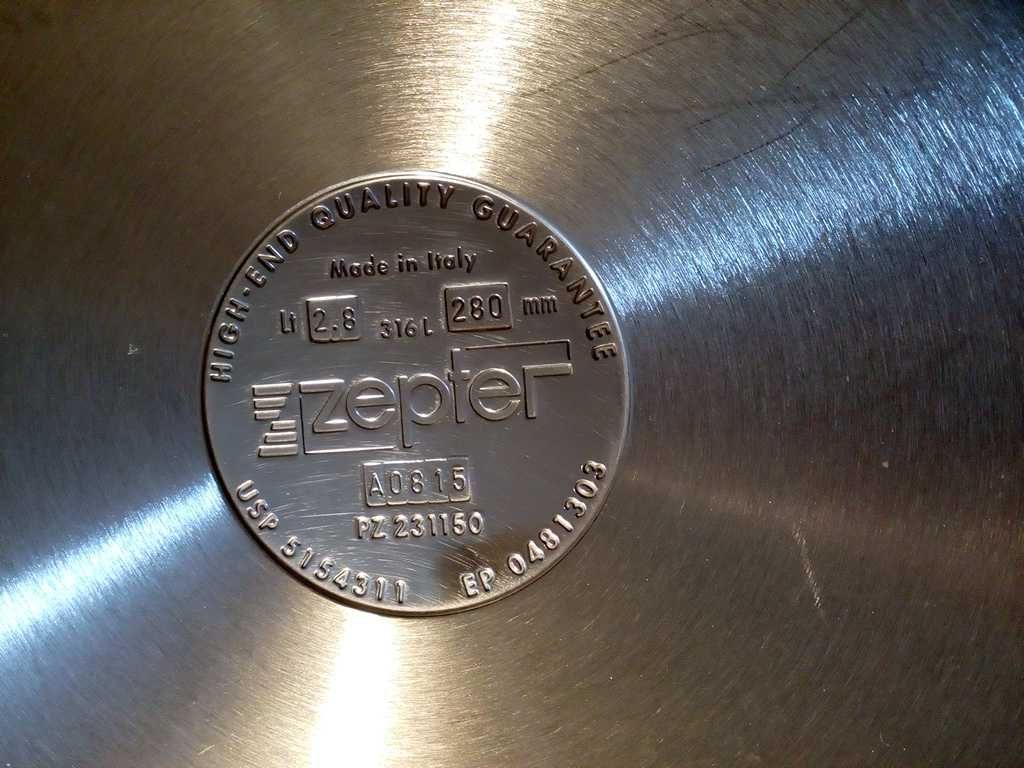 HIGH-END QUALITY GUARANTEE
Made in Italy
Lt 2.8 316 L 280 mm
zepter
A0815
PZ 231150
USP 5154311 EP 0481303